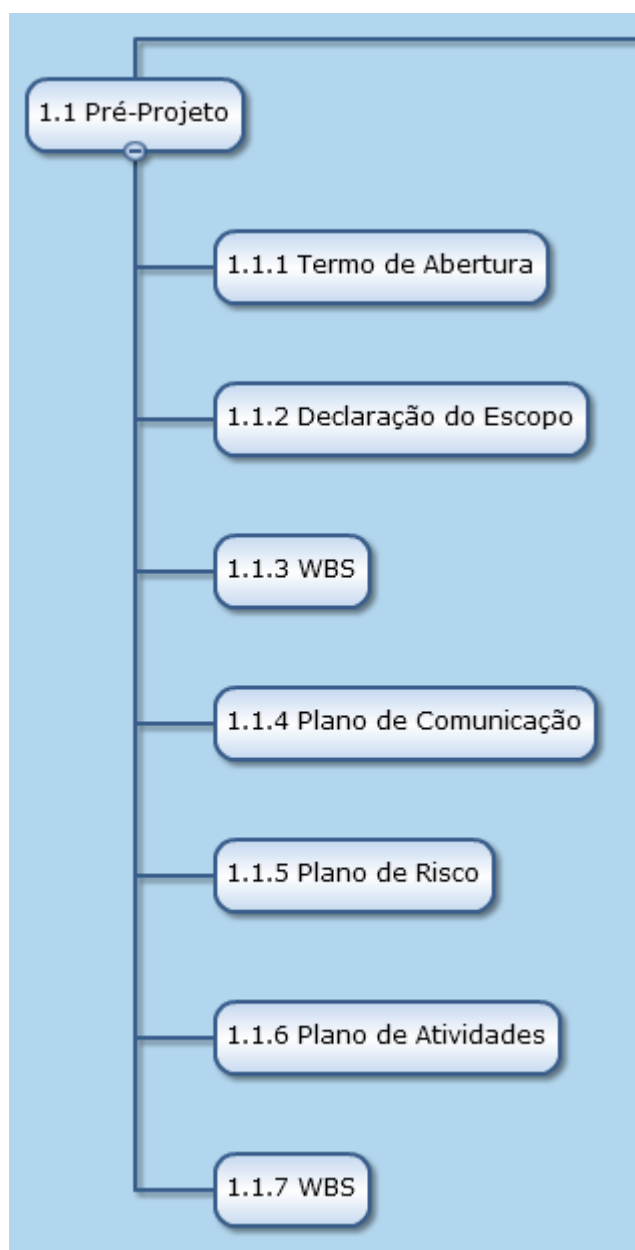 1.1 Pré-Projeto
1.1.1 Termo de Abertura
1.1.2 Declaração do Escopo
1.1.3 WBS
1.1.4 Plano de Comunicação
1.1.5 Plano de Risco
1.1.6 Plano de Atividades
1.1.7 WBS